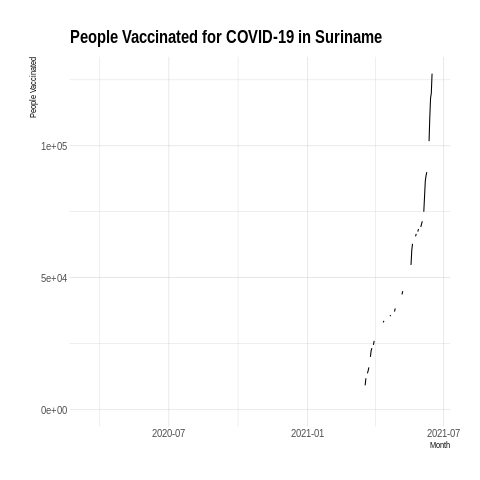 People Vaccinated for COVID-19 in Suriname
People Vaccinated
1e+05
5e+04
0e+00
2020-07
2021-01
2021-07
Month